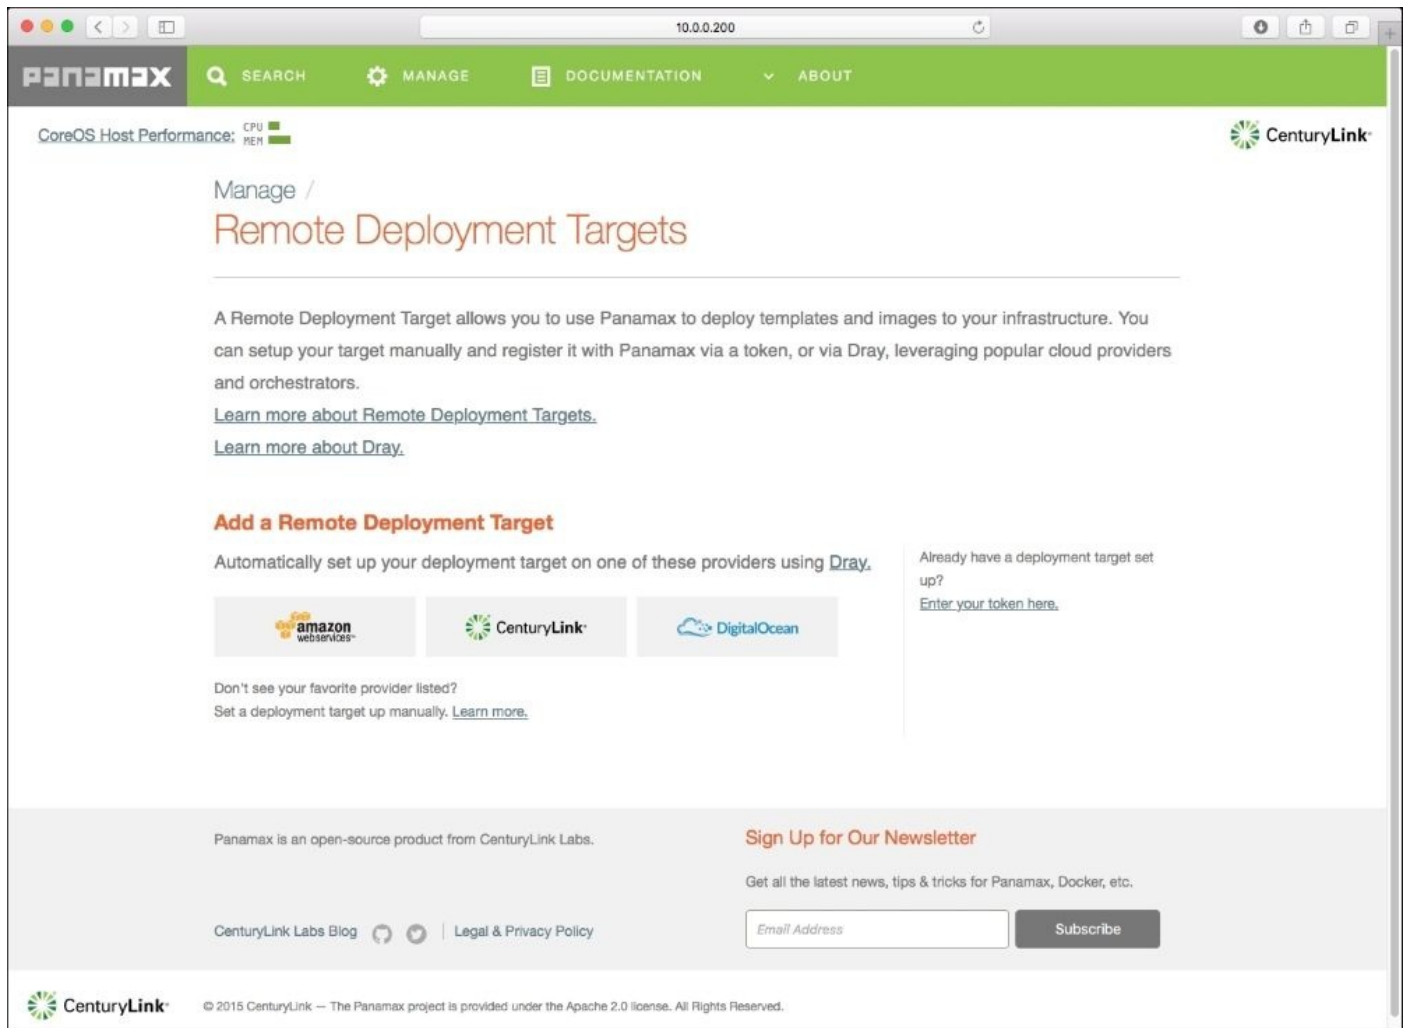 10.0.0.200
PANAMAX
SEARCH
MANAGE
DOCUMENTATION
ABOUT
CoreOS Host Performance:
CPU
MEM
CenturyLink
Manage /
Remote Deployment Targets
A Remote Deployment Target allows you to use Panamax to deploy templates and images to your infrastructure. You
can setup your target manually and register it with Panamax via a token, or via Dray, leveraging popular cloud providers
and orchestrators.
Learn more about Remote Deployment Targets.
Learn more about Dray.
Add a Remote Deployment Target
Automatically set up your deployment target on one of these providers using Dray.
amazon
webservices™
CenturyLink
DigitalOcean
Don't see your favorite provider listed?
Set a deployment target up manually. Learn more.
Already have a deployment target set
up?
Enter your token here.
Panamax is an open-source product from CenturyLink Labs.
CenturyLink Labs Blog
Legal & Privacy Policy
Sign Up for Our Newsletter
Get all the latest news, tips & tricks for Panamax, Docker, etc.
Email Address
Subscribe
CenturyLink
© 2015 CenturyLink — The Panamax project is provided under the Apache 2.0 license. All Rights Reserved.